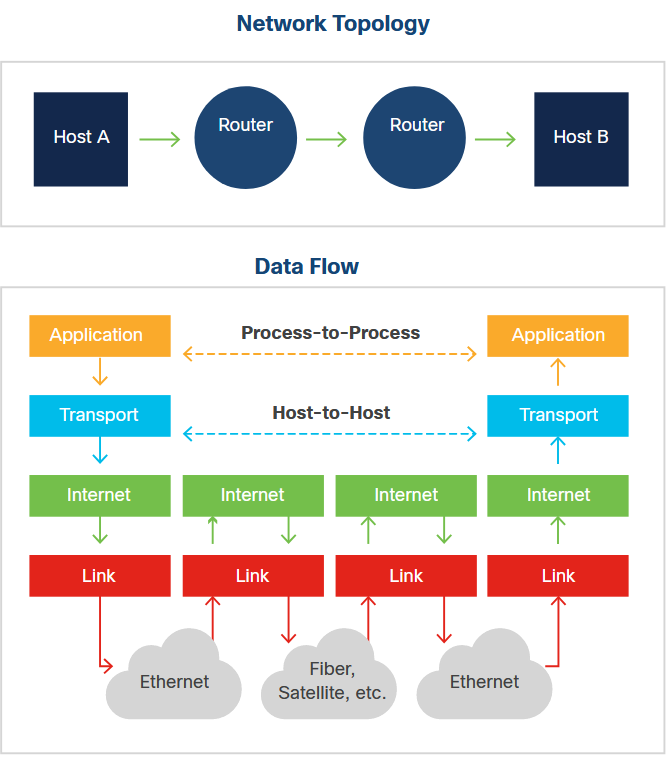 Network Topology
Host A
Router
Router
Host B
Data Flow
Application
Process-to-Process
Application
Transport
Host-to-Host
Transport
Internet
Internet
Internet
Internet
Link
Link
Link
Link
Ethernet
Fiber,
Satellite, etc.
Ethernet